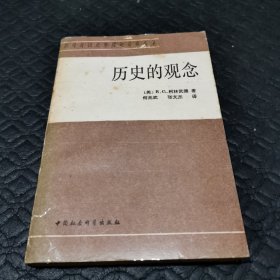 历史的观念
(英) R.G.柯林武德 著
何兆武 张文杰 译
中国社会科学出版社